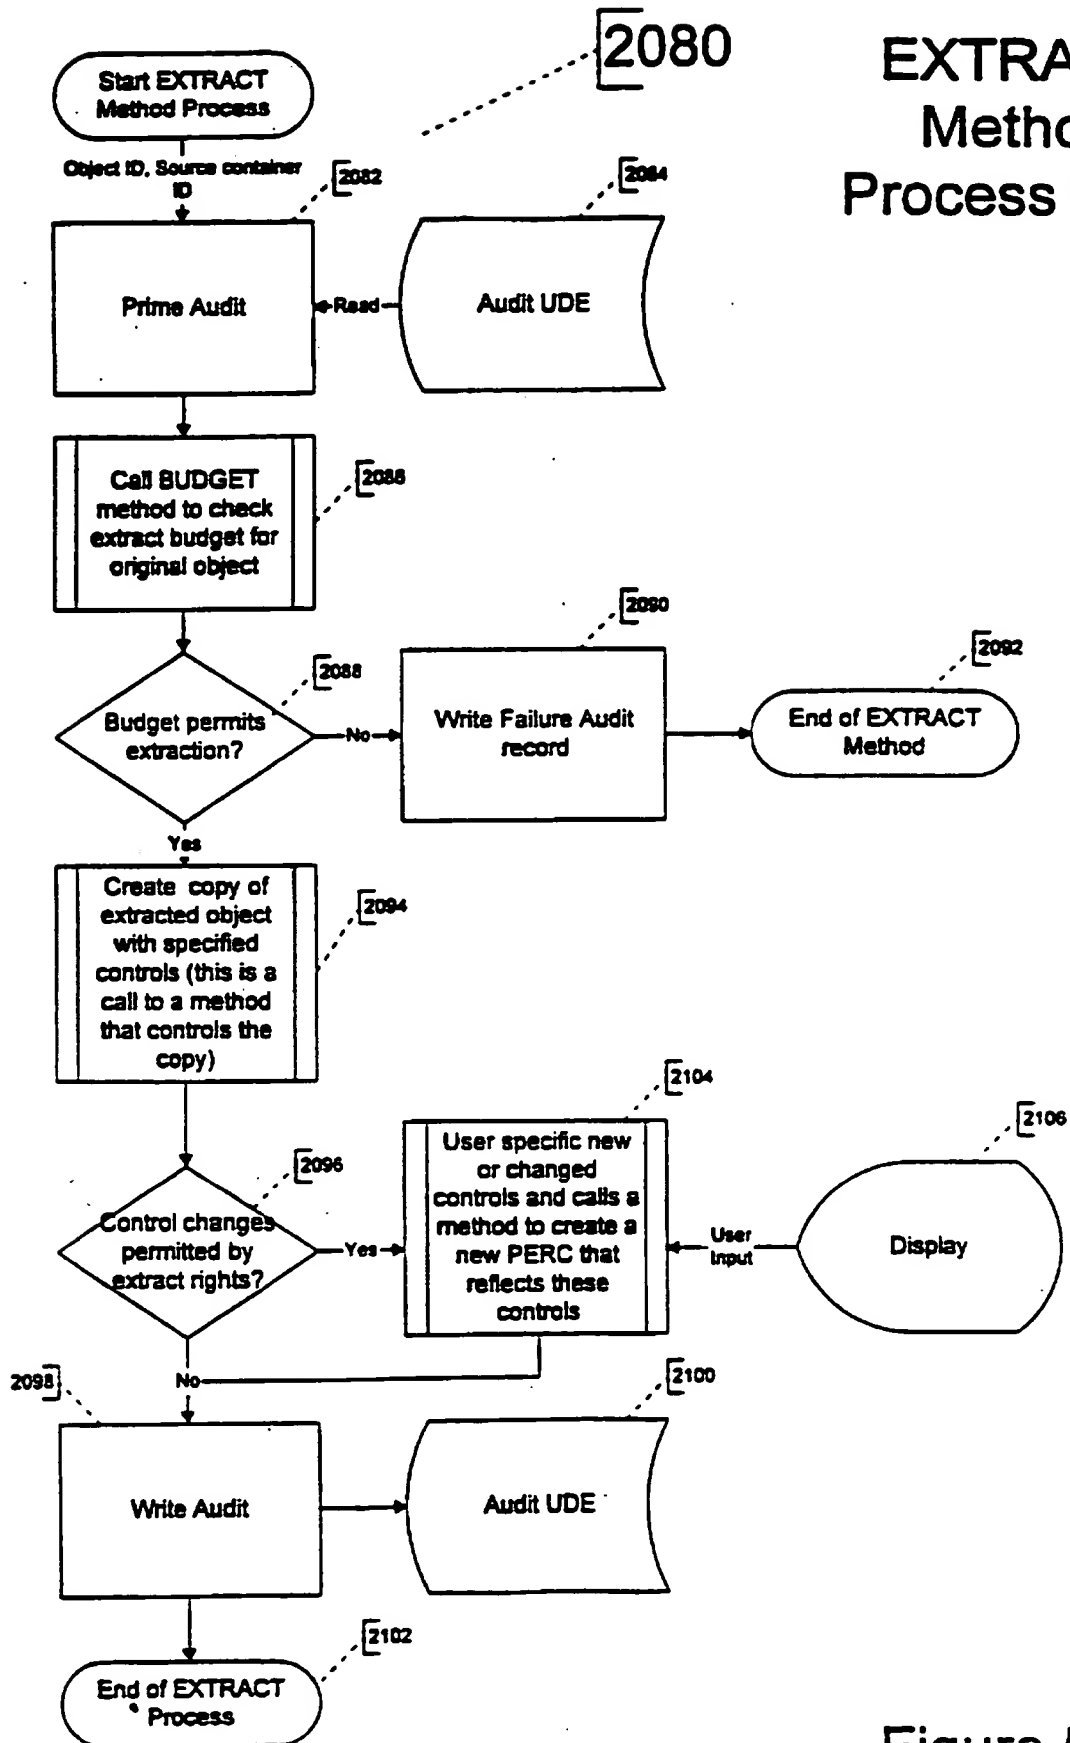 2080
EXTRA
Metho
Process
Start EXTRACT
Method Process
Object ID, Source container
ID
2082
2084
Prime Audit
Read
Audit UDE
Call BUDGET
method to check
extract budget for
original object
2086
2088
Budget permits
extraction?
No
2090
Write Failure Audit
record
2092
End of EXTRACT
Method
Yes
Create copy of
extracted object
with specified
controls (this is a
call to a method
that controls the
copy)
2094
2096
Control changes
permitted by
extract rights?
Yes
2104
User specific new
or changed
controls and calls a
method to create a
new PERC that
reflects these
controls
User
Input
2106
Display
No
2098
Write Audit
2100
Audit UDE
2102
End of EXTRACT
Process
Figure